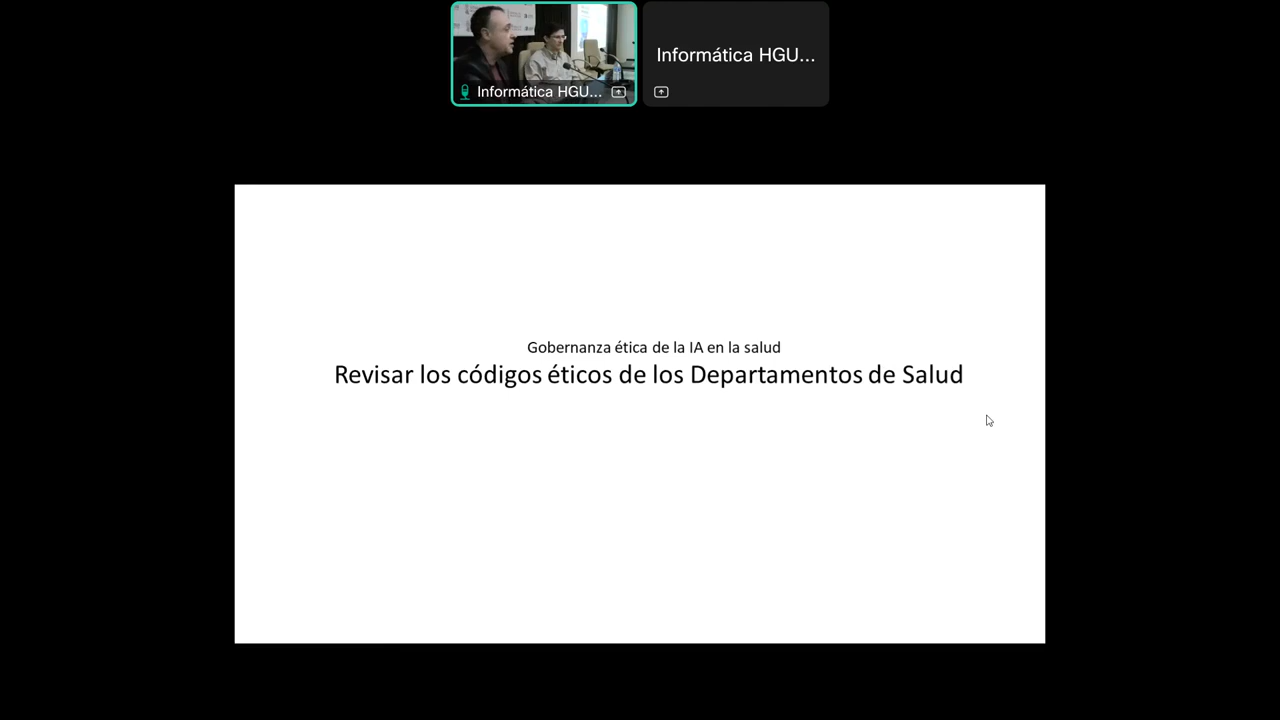 Informática HGU...
Informática HGU...
Gobernanza ética de la IA en la salud
Revisar los códigos éticos de los Departamentos de Salud